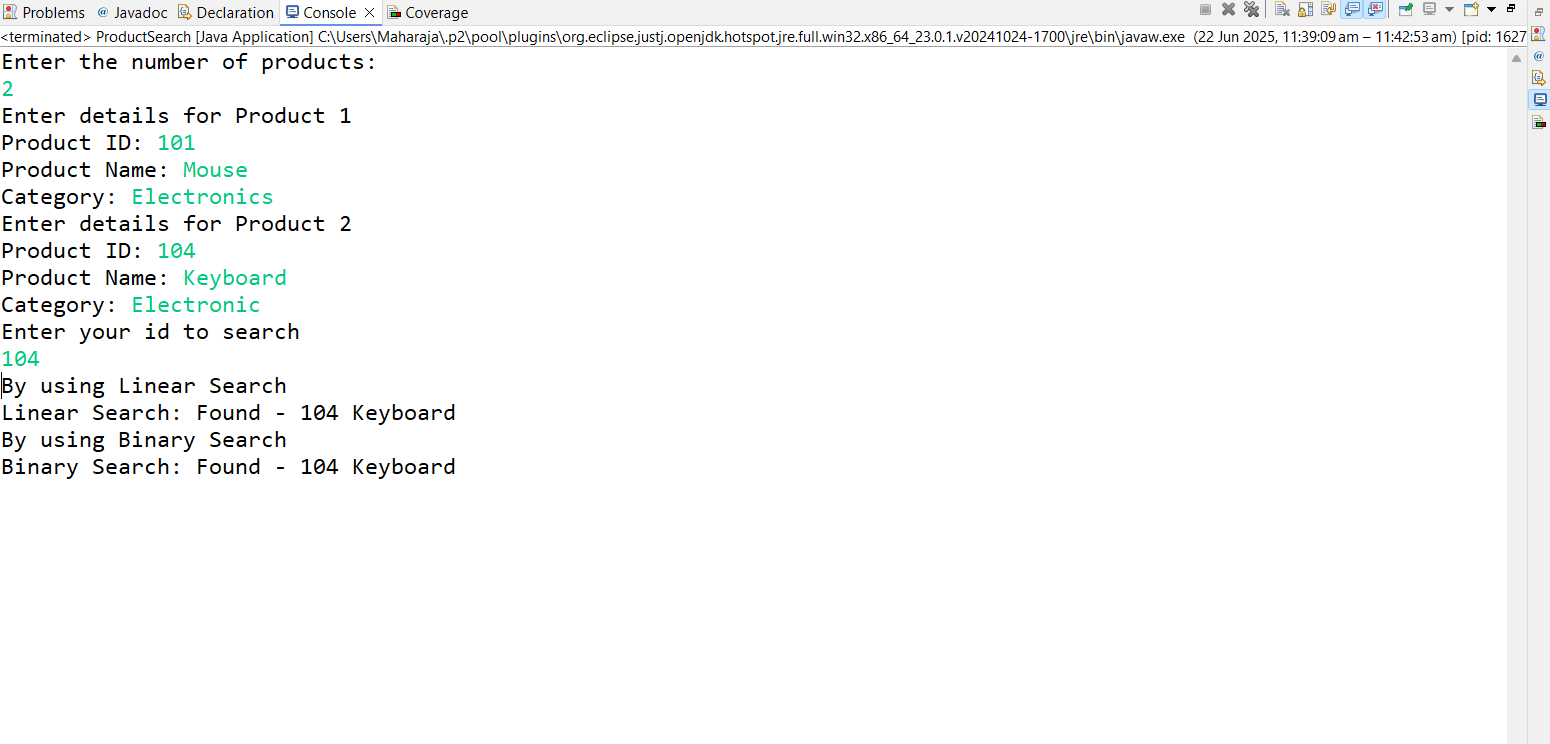 Problems @ Javadoc Declaration Console Coverage
<terminated> ProductSearch [Java Application] C:\Users\Maharaja\.p2\pool\plugins\org.eclipse.justj.openjdk.hotspot.jre.full.win32.x86_64_23.0.1.v20241024-1700\jre\bin\javaw.exe (22 Jun 2025, 11:39:09 am – 11:42:53 am) [pid: 1627
Enter the number of products:
2
Enter details for Product 1
Product ID: 101
Product Name: Mouse
Category: Electronics
Enter details for Product 2
Product ID: 104
Product Name: Keyboard
Category: Electronic
Enter your id to search
104
By using Linear Search
Linear Search: Found - 104 Keyboard
By using Binary Search
Binary Search: Found - 104 Keyboard